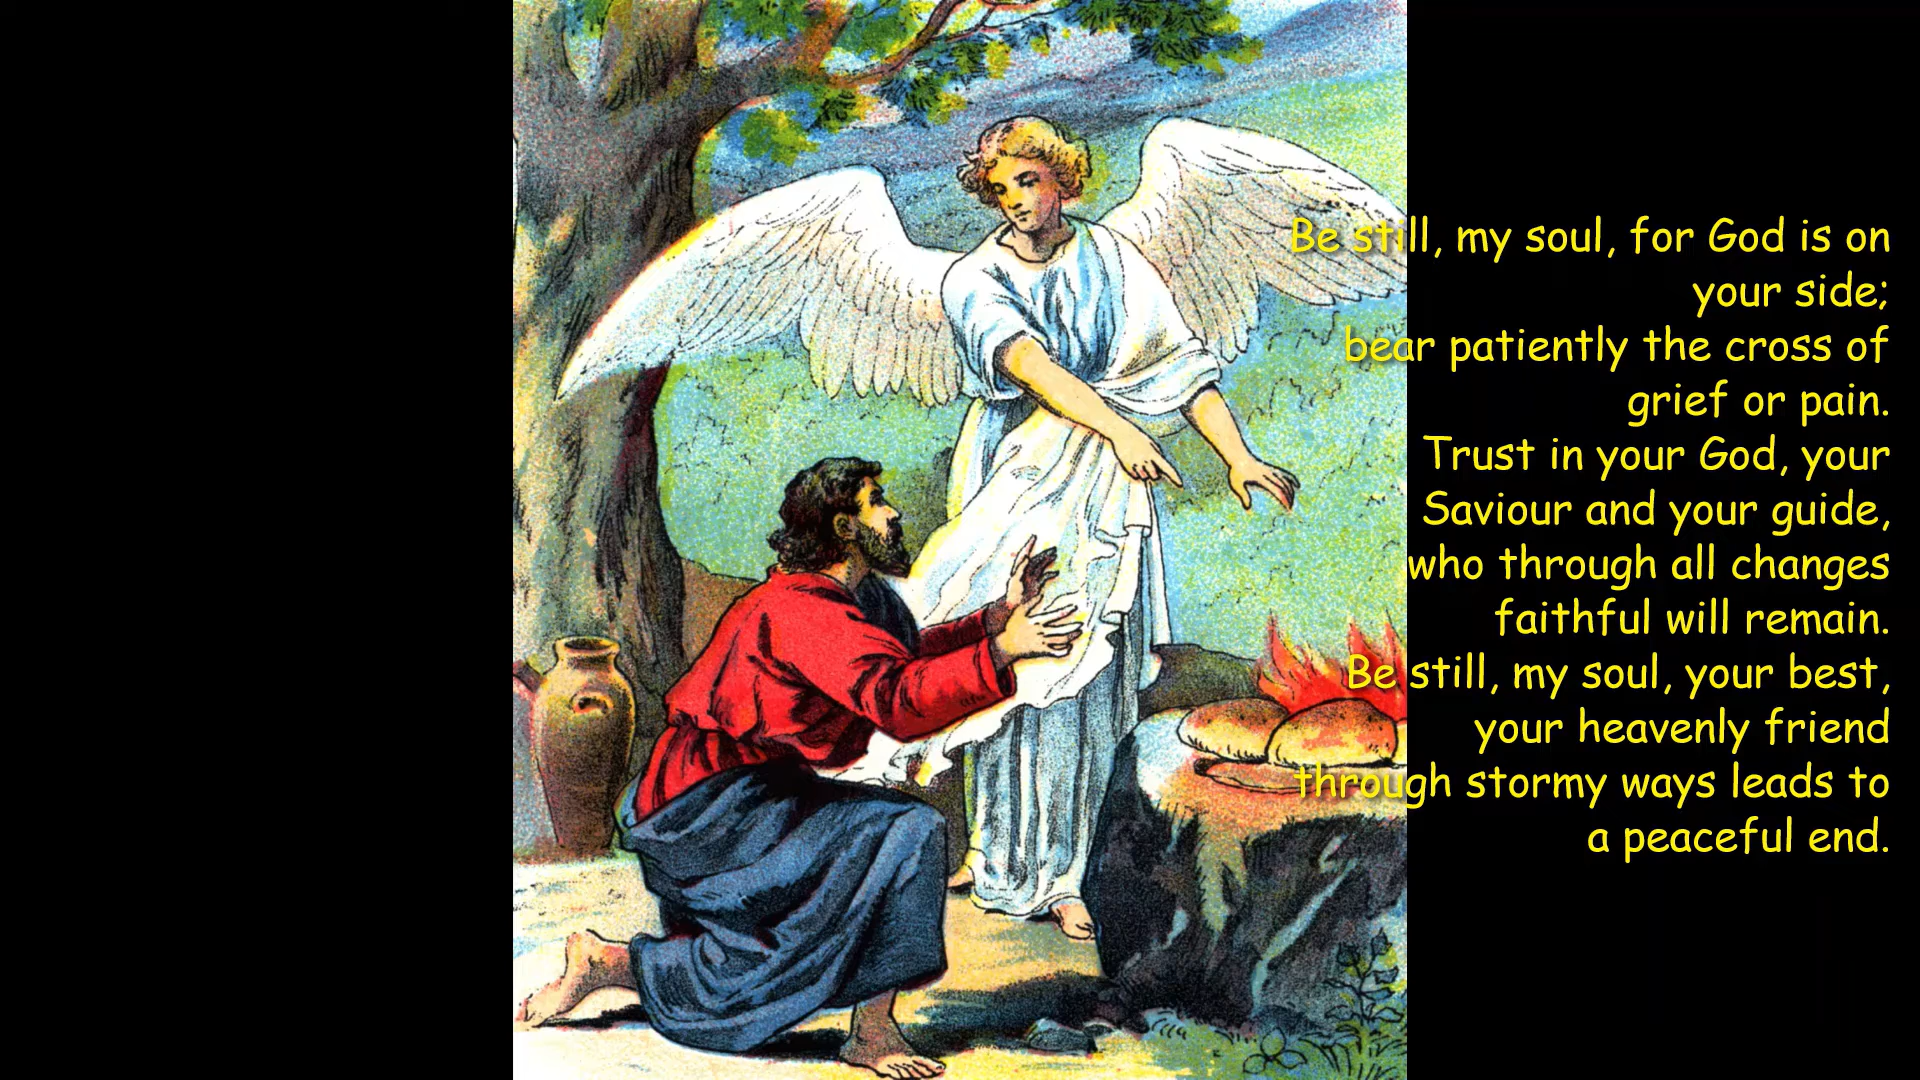 Be still, my soul, for God is on
your side;
bear patiently the cross of
grief or pain.
Trust in your God, your
Saviour and your guide,
who through all changes
faithful will remain.
Be still, my soul, your best,
your heavenly friend
through stormy ways leads to
a peaceful end.